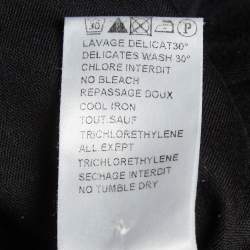 30 P
LAVAGE DELICAT30°
DELICATES WASH 30°
CHLORE INTERDIT
NO BLEACH
REPASSAGE DOUX
COOL IRON
TOUT SAUF
TRICHLORETHYLENE
ALL EXEPT
TRICHLORETHYLENE
SECHAGE INTERDIT
NO TUMBLE DRY